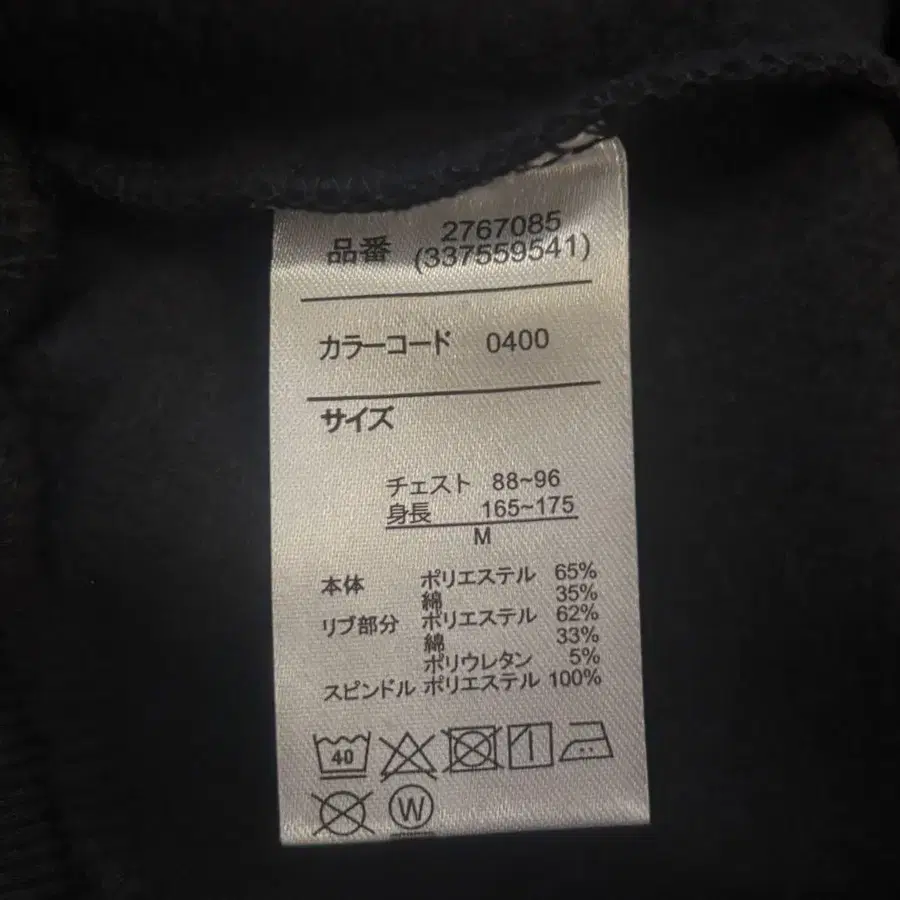 品番 2767085
(337559541)
カラーコード 0400
サイズ
チェスト 88~96
身長 165~175
M
本体 ポリエステル 65%
綿 35%
リブ部分 ポリエステル 62%
綿 33%
ポリウレタン 5%
スピンドル ポリエステル 100%
40
W